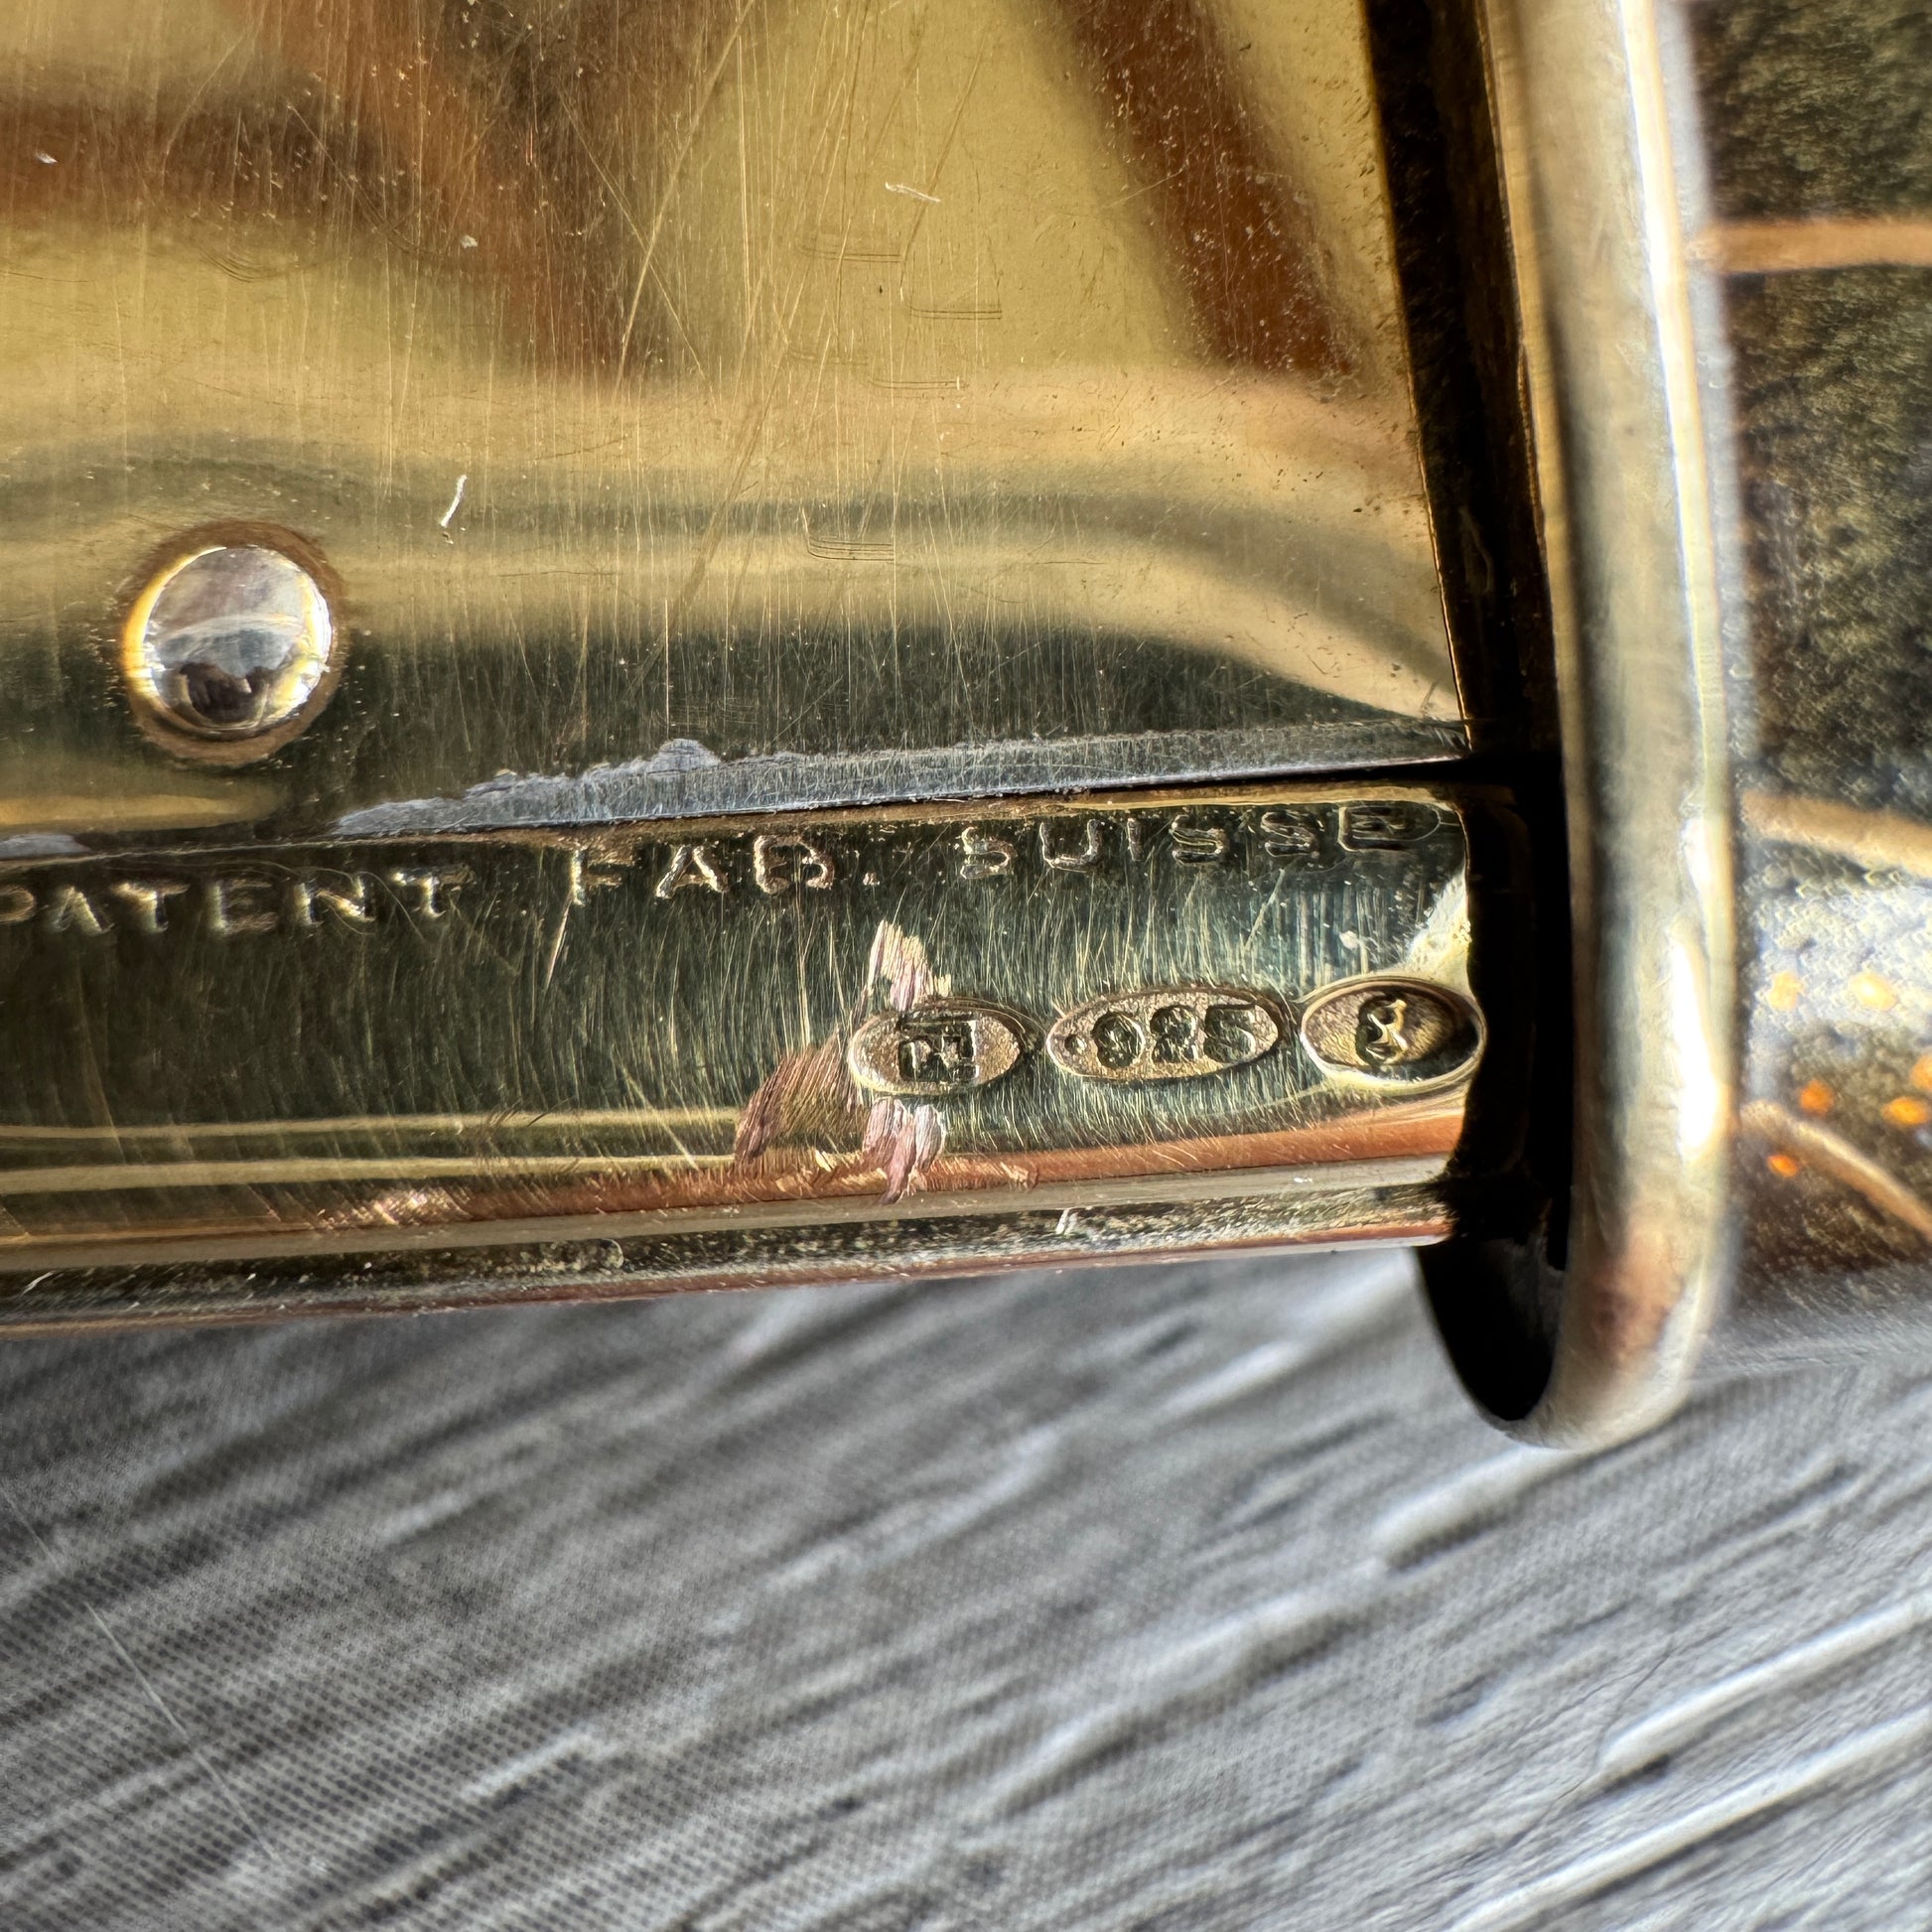 PATENT FAB. SUISSE
925